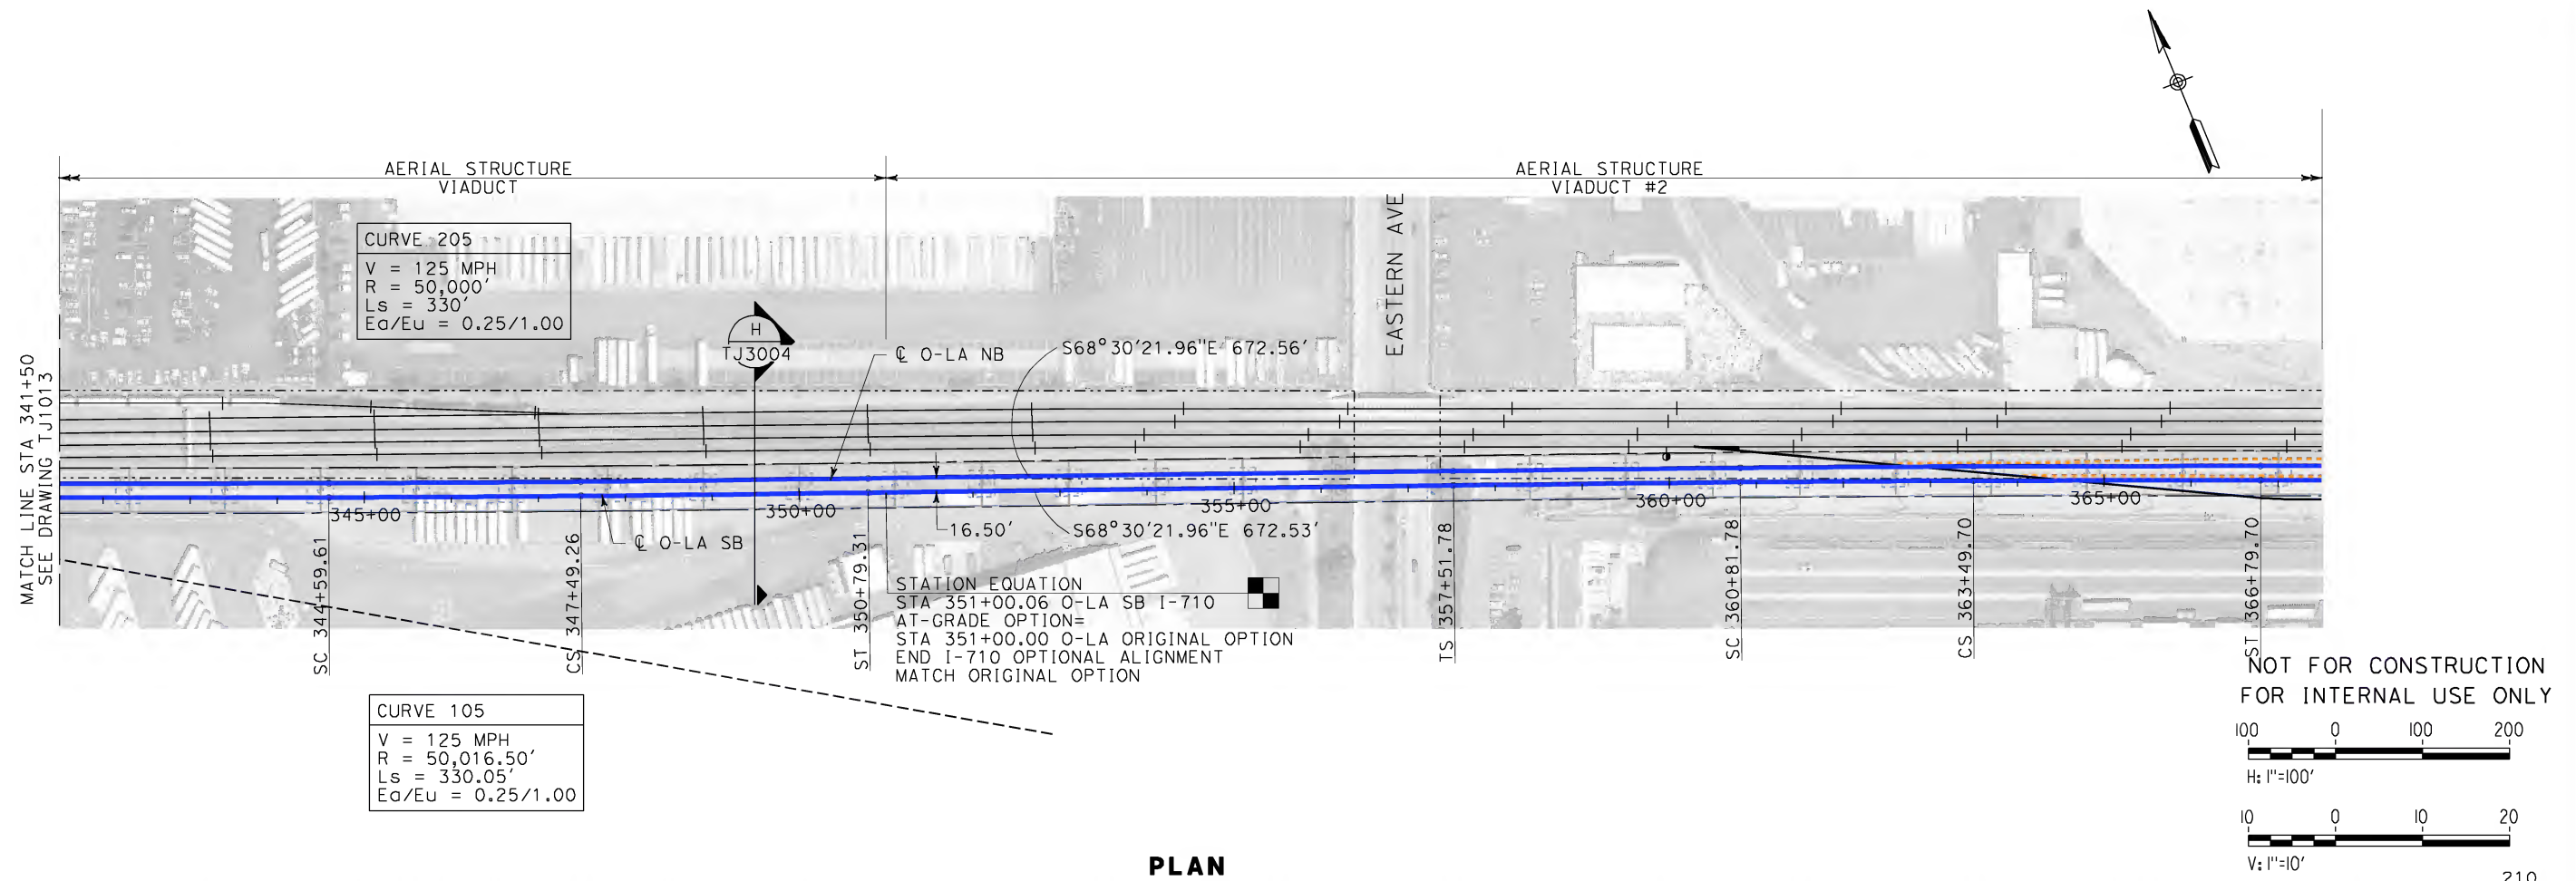 AERIAL STRUCTURE
VIADUCT
AERIAL STRUCTURE
VIADUCT #2
CURVE 205
V = 125 MPH
R = 50,000'
Ls = 330'
Ea/Eu = 0.25/1.00
EASTERN AVE
H
TJ3004
℄ O-LA NB
S68°30'21.96"E 672.56'
MATCH LINE STA 341+50
SEE DRAWING TJ1013
345+00
350+00
355+00
360+00
365+00
16.50'
S68°30'21.96"E 672.53'
℄ O-LA SB
SC 344+59.61
CS 347+49.26
ST 350+79.31
TS 357+51.78
SC 360+81.78
CS 363+49.70
ST 366+79.70
STATION EQUATION
STA 351+00.06 O-LA SB I-710
AT-GRADE OPTION=
STA 351+00.00 O-LA ORIGINAL OPTION
END I-710 OPTIONAL ALIGNMENT
MATCH ORIGINAL OPTION
CURVE 105
V = 125 MPH
R = 50,016.50'
Ls = 330.05'
Ea/Eu = 0.25/1.00
NOT FOR CONSTRUCTION
FOR INTERNAL USE ONLY
100 0 100 200
H: 1"=100'
10 0 10 20
V: 1"=10'
PLAN
210